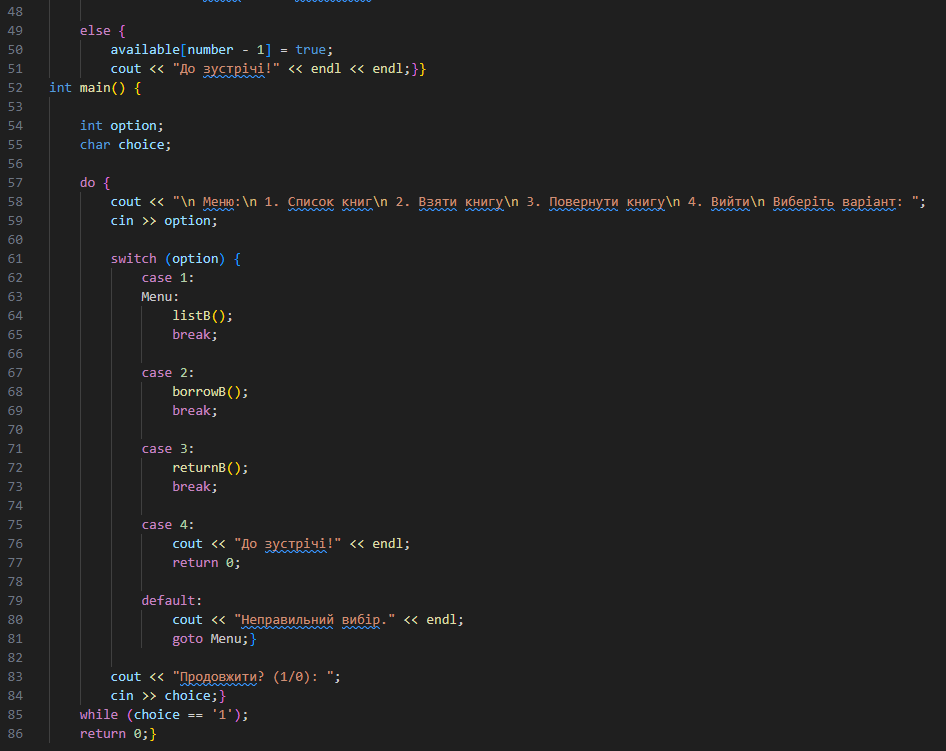 48
49 else {
50 available[number - 1] = true;
51 cout << "До зустрічі!" << endl << endl;}}
52 int main() {
53
54 int option;
55 char choice;
56
57 do {
58 cout << "\n Меню:\n 1. Список книг\n 2. Взяти книгу\n 3. Повернути книгу\n 4. Вийти\n Виберіть варіант: ";
59 cin >> option;
60
61 switch (option) {
62 case 1:
63 Menu:
64 listB();
65 break;
66
67 case 2:
68 borrowB();
69 break;
70
71 case 3:
72 returnB();
73 break;
74
75 case 4:
76 cout << "До зустрічі!" << endl;
77 return 0;
78
79 default:
80 cout << "Неправильний вибір." << endl;
81 goto Menu;}
82
83 cout << "Продовжити? (1/0): ";
84 cin >> choice;}
85 while (choice == '1');
86 return 0;}